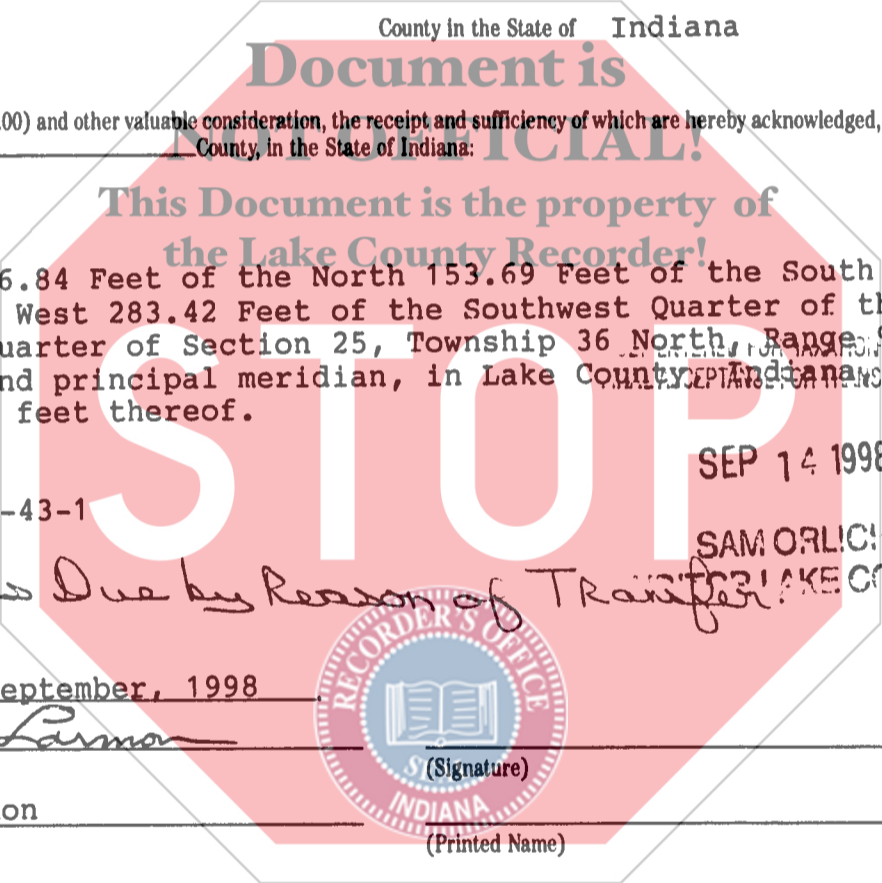 County in the State of Indiana
Document is
.00) and other valuable consideration, the receipt and sufficiency of which are hereby acknowledged,
NOT OFFICIAL!
County, in the State of Indiana:
This Document is the property of
the Lake County Recorder!
6.84 Feet of the North 153.69 Feet of the South
West 283.42 Feet of the Southwest Quarter of th
uarter of Section 25, Township 36 North, Range
nd principal meridian, in Lake County, Indiana,
feet thereof.
STOP
SEP 14 1998
-43-1
SAM ORLIC
LAKE CO
Due by Reason of Tranfer
RECORDER'S OFFICE
eptember, 1998
Larmon
(Signature)
SEAL
INDIANA
on
(Printed Name)